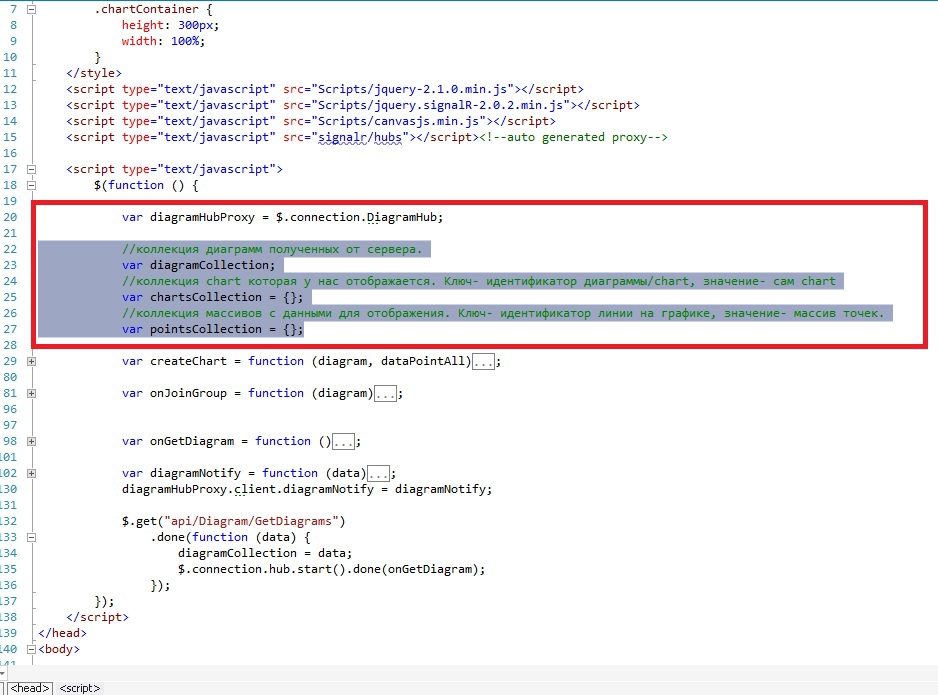 7 .chartContainer {
8 height: 300px;
9 width: 100%;
10 }
11 </style>
12 <script type="text/javascript" src="Scripts/jquery-2.1.0.min.js"></script>
13 <script type="text/javascript" src="Scripts/jquery.signalR-2.0.2.min.js"></script>
14 <script type="text/javascript" src="Scripts/canvasjs.min.js"></script>
15 <script type="text/javascript" src="signalr/hubs"></script><!--auto generated proxy-->
16
17 <script type="text/javascript">
18 $(function () {
19
20 var diagramHubProxy = $.connection.DiagramHub;
21
22 //коллекция диаграмм полученных от сервера.
23 var diagramCollection;
24 //коллекция chart которая у нас отображается. Ключ- идентификатор диаграммы/chart, значение- сам chart
25 var chartsCollection = {};
26 //коллекция массивов с данными для отображения. Ключ- идентификатор линии на графике, значение- массив точек.
27 var pointsCollection = {};
28
29 var createChart = function (diagram, dataPointAll)...;
80
81 var onJoinGroup = function (diagram)...;
96
97
98 var onGetDiagram = function ()...;
101
102 var diagramNotify = function (data)...;
130 diagramHubProxy.client.diagramNotify = diagramNotify;
131
132 $.get("api/Diagram/GetDiagrams")
133 .done(function (data) {
134 diagramCollection = data;
135 $.connection.hub.start().done(onGetDiagram);
136 });
137 });
138 </script>
139 </head>
140 <body>
141
<head> <script>